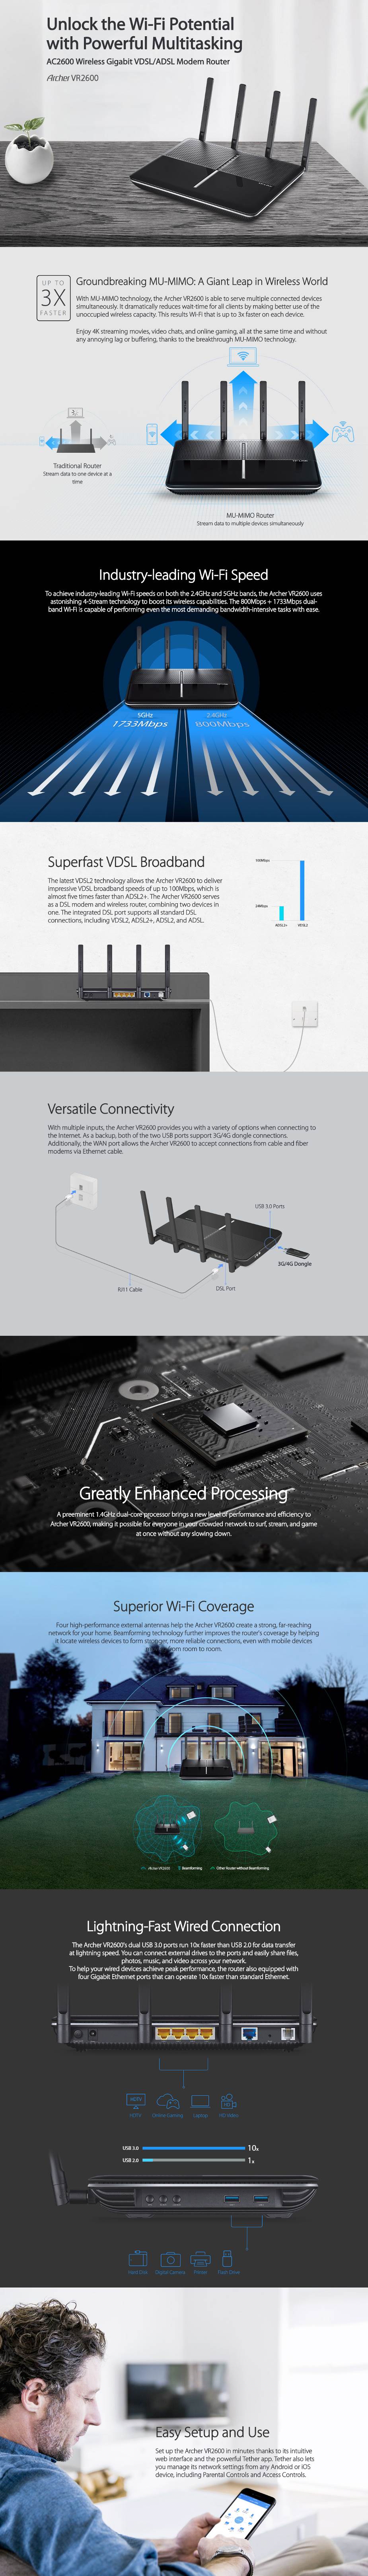 Unlock the Wi-Fi Potential
with Powerful Multitasking
AC2600 Wireless Gigabit VDSL/ADSL Modem Router
Archer VR2600
UP TO
3X
FASTER
Groundbreaking MU-MIMO: A Giant Leap in Wireless World
With MU-MIMO technology, the Archer VR2600 is able to serve multiple connected devices
simultaneously. It dramatically reduces wait-time for all clients by making better use of the
unoccupied wireless capacity. This results Wi-Fi that is up to 3x faster on each device.
Enjoy 4K streaming movies, video chats, and online gaming, all at the same time and without
any annoying lag or buffering, thanks to the breakthrough MU-MIMO technology.
Traditional Router
Stream data to one device at a
time
MU-MIMO Router
Stream data to multiple devices simultaneously
Industry-leading Wi-Fi Speed
To achieve industry-leading Wi-Fi speeds on both the 2.4GHz and 5GHz bands, the Archer VR2600 uses
astonishing 4-Stream technology to boost its wireless capabilities. The 800Mbps + 1733Mbps dual-
band Wi-Fi is capable of performing even the most demanding bandwidth-intensive tasks with ease.
5GHz
1733Mbps
2.4GHz
800Mbps
Superfast VDSL Broadband
The latest VDSL2 technology allows the Archer VR2600 to deliver
impressive VDSL broadband speeds of up to 100Mbps, which is
almost five times faster than ADSL2+. The Archer VR2600 serves
as a DSL modem and wireless router, combining two devices in
one. The integrated DSL port supports all standard DSL
connections, including VDSL2, ADSL2+, ADSL2, and ADSL.
100Mbps
24Mbps
ADSL2+
VDSL2
Versatile Connectivity
With multiple inputs, the Archer VR2600 provides you with a variety of options when connecting to
the Internet. As a backup, both of the two USB ports support 3G/4G dongle connections.
Additionally, the WAN port allows the Archer VR2600 to accept connections from cable and fiber
modems via Ethernet cable.
USB 3.0 Ports
3G/4G Dongle
RJ11 Cable
DSL Port
Greatly Enhanced Processing
A preeminent 1.4GHz dual-core processor brings a new level of performance and efficiency to
Archer VR2600, making it possible for everyone in your crowded network to surf, stream, and game
at once without any slowing down.
Superior Wi-Fi Coverage
Four high-performance external antennas help the Archer VR2600 create a strong, far-reaching
network for your home. Beamforming technology further improves the router's coverage by helping
it locate wireless devices to form stronger, more reliable connections, even with mobile devices
from room to room.
Archer VR2600
Beamforming
Other Router without Beamforming
Lightning-Fast Wired Connection
The Archer VR2600's dual USB 3.0 ports run 10x faster than USB 2.0 for data transfer
at lightning speed. You can connect external drives to the ports and easily share files,
photos, music, and video across your network.
To help your wired devices achieve peak performance, the router also equipped with
four Gigabit Ethernet ports that can operate 10x faster than standard Ethernet.
HDTV
HDTV
Online Gaming
Laptop
HD Video
USB 3.0
10x
USB 2.0
1x
Hard Disk
Digital Camera
Printer
Flash Drive
Easy Setup and Use
Set up the Archer VR2600 in minutes thanks to its intuitive
web interface and the powerful Tether app. Tether also lets
you manage its network settings from any Android or iOS
device, including Parental Controls and Access Controls.